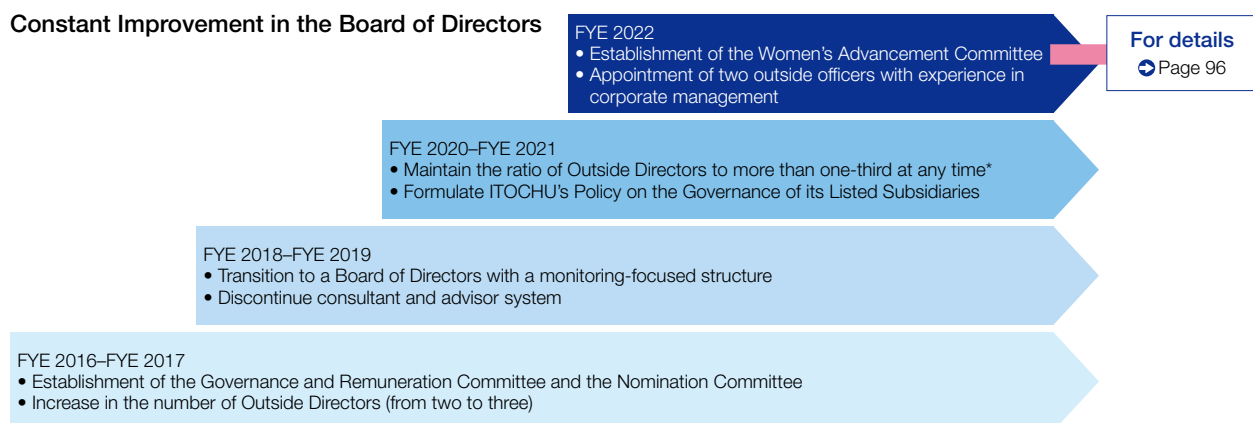 Constant Improvement in the Board of Directors
FYE 2022
• Establishment of the Women’s Advancement Committee
• Appointment of two outside officers with experience in
corporate management
For details
Page 96
FYE 2020–FYE 2021
• Maintain the ratio of Outside Directors to more than one-third at any time*
• Formulate ITOCHU’s Policy on the Governance of its Listed Subsidiaries
FYE 2018–FYE 2019
• Transition to a Board of Directors with a monitoring-focused structure
• Discontinue consultant and advisor system
FYE 2016–FYE 2017
• Establishment of the Governance and Remuneration Committee and the Nomination Committee
• Increase in the number of Outside Directors (from two to three)